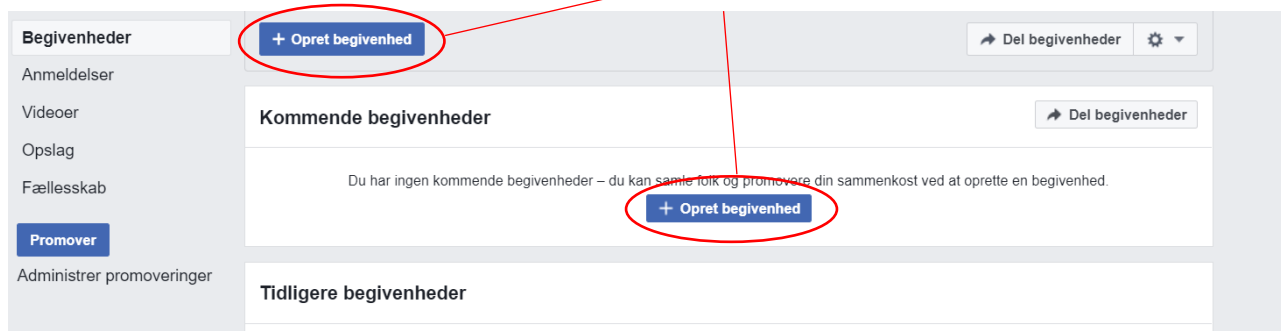 Begivenheder
+ Opret begivenhed
Del begivenheder
Anmeldelser
Videoer
Opslag
Fællesskab
Promover
Administrer promoveringer
Kommende begivenheder
Del begivenheder
Du har ingen kommende begivenheder – du kan samle folk og promovere din sammenkost ved at oprette en begivenhed.
+ Opret begivenhed
Tidligere begivenheder